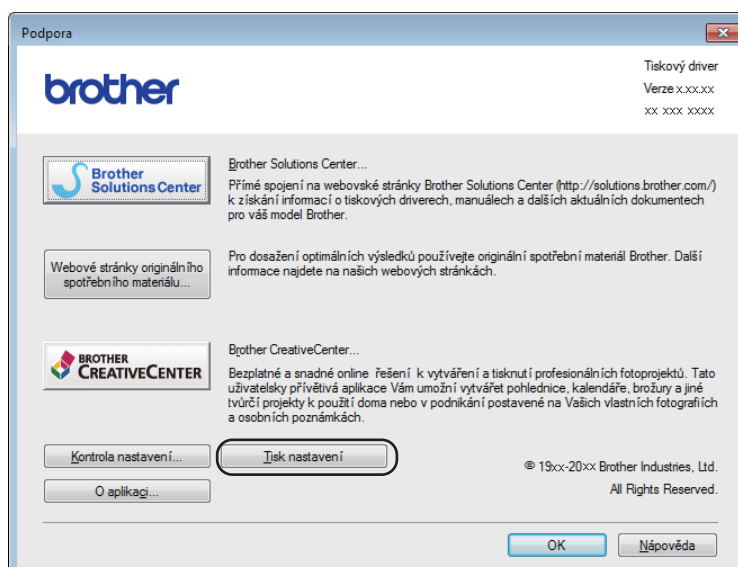 Podpora
brother
Tiskový driver
Verze x.xx.xx
xx xxx xxxx
Brother
Solutions Center
Brother Solutions Center...
Přímé spojení na webovské stránky Brother Solutions Center (http://solutions.brother.com/)
k získání informací o tiskových driverech, manuálech a dalších aktuálních dokumentech
pro váš model Brother.
Webové stránky originálního
spotřebního materiálu...
Pro dosažení optimálních výsledků používejte originální spotřební materiál Brother. Další
informace najdete na našich webových stránkách.
BROTHER
CREATIVECENTER
Brother CreativeCenter...
Bezplatné a snadné online řešení k vytváření a tisknutí profesionálních fotoprojektů. Tato
uživatelsky přívětivá aplikace Vám umožní vytvářet pohlednice, kalendáře, brožury a jiné
tvůrčí projekty k použití doma nebo v podnikání postavené na Vašich vlastních fotografiích
a osobních poznámkách.
Kontrola nastavení...
Tisk nastavení
© 19xx-20xx Brother Industries, Ltd.
O aplikaci...
All Rights Reserved.
OK
Nápověda